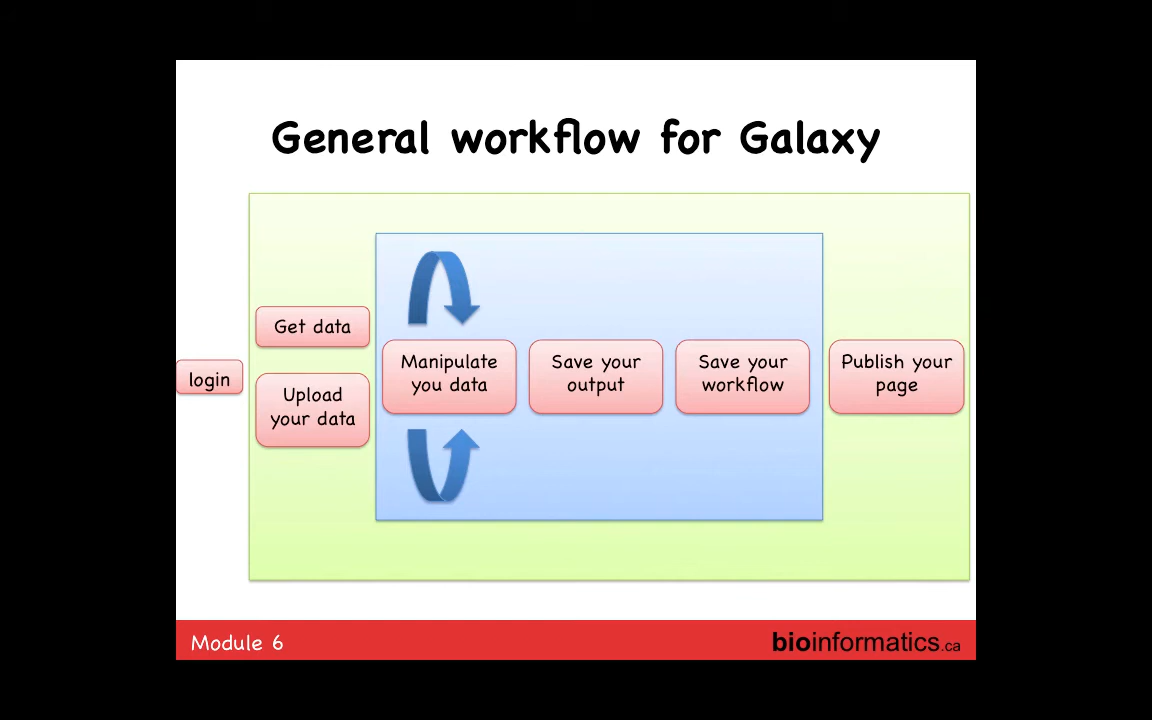 General workflow for Galaxy
login
Get data
Upload
your data
Manipulate
you data
Save your
output
Save your
workflow
Publish your
page
Module 6
bioinformatics.ca